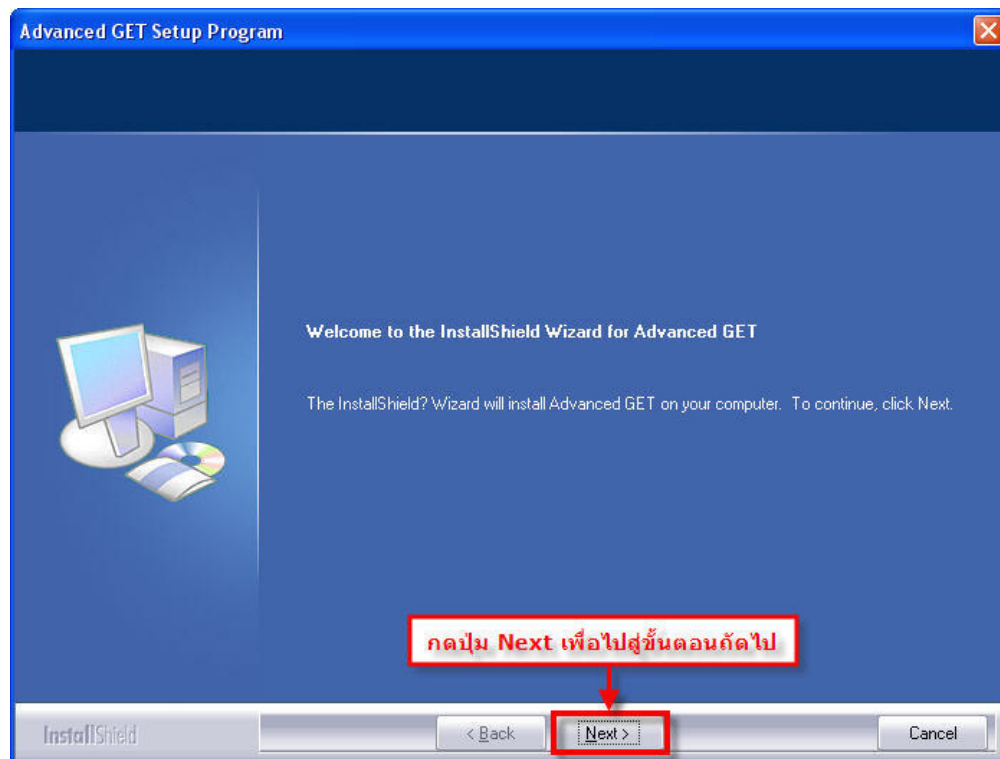 Advanced GET Setup Program
Welcome to the InstallShield Wizard for Advanced GET
The InstallShield? Wizard will install Advanced GET on your computer.  To continue, click Next.
กดปุ่ม Next เพื่อไปสู่ขั้นตอนถัดไป
InstallShield
< Back
Next >
Cancel